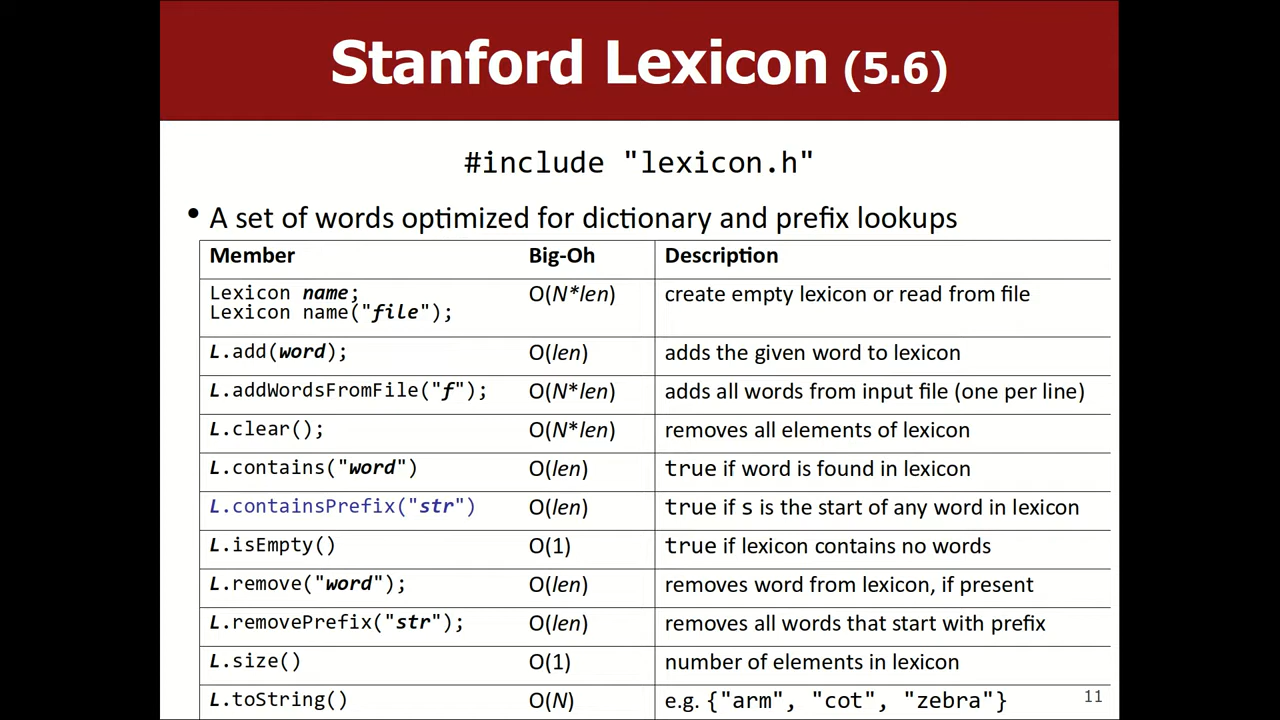 Stanford Lexicon (5.6)
#include "lexicon.h"
• A set of words optimized for dictionary and prefix lookups
Member Big-Oh Description
Lexicon name; O(N*len) create empty lexicon or read from file
Lexicon name("file");
L.add(word); O(len) adds the given word to lexicon
L.addWordsFromFile("f"); O(N*len) adds all words from input file (one per line)
L.clear(); O(N*len) removes all elements of lexicon
L.contains("word") O(len) true if word is found in lexicon
L.containsPrefix("str") O(len) true if s is the start of any word in lexicon
L.isEmpty() O(1) true if lexicon contains no words
L.remove("word"); O(len) removes word from lexicon, if present
L.removePrefix("str"); O(len) removes all words that start with prefix
L.size() O(1) number of elements in lexicon
L.toString() O(N) e.g. {"arm", "cot", "zebra"}
11